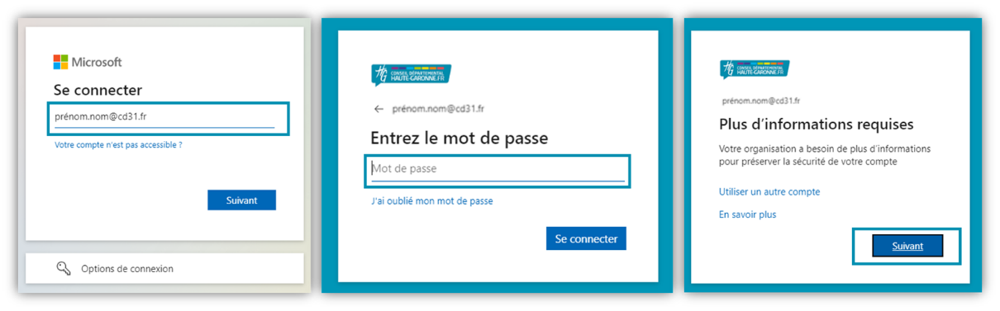 Microsoft
Se connecter
prénom.nom@cd31.fr
Votre compte n'est pas accessible ?
Suivant
Options de connexion
HG CONSEIL DÉPARTEMENTAL
HAUTE-GARONNE.FR
← prénom.nom@cd31.fr
Entrez le mot de passe
Mot de passe
J'ai oublié mon mot de passe
Se connecter
HG CONSEIL DÉPARTEMENTAL
HAUTE-GARONNE.FR
prénom.nom@cd31.fr
Plus d'informations requises
Votre organisation a besoin de plus d'informations
pour préserver la sécurité de votre compte
Utiliser un autre compte
En savoir plus
Suivant